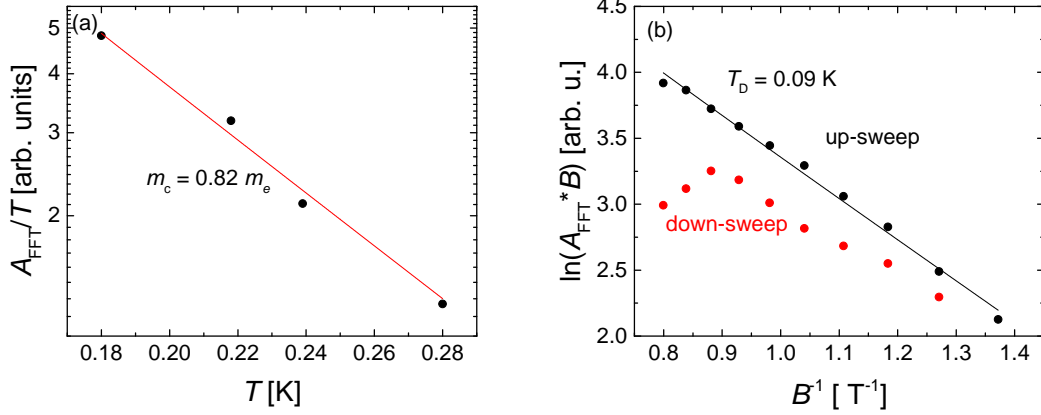 (a)
5
4
3
2
A_FFT/T [arb. units]
m_c = 0.82 m_e
0.18 0.20 0.22 0.24 0.26 0.28
T [K]
(b)
4.5
4.0
3.5
3.0
2.5
2.0
ln(A_FFT*B) [arb. u.]
T_D = 0.09 K
up-sweep
down-sweep
0.8 0.9 1.0 1.1 1.2 1.3 1.4
B^-1 [ T^-1]